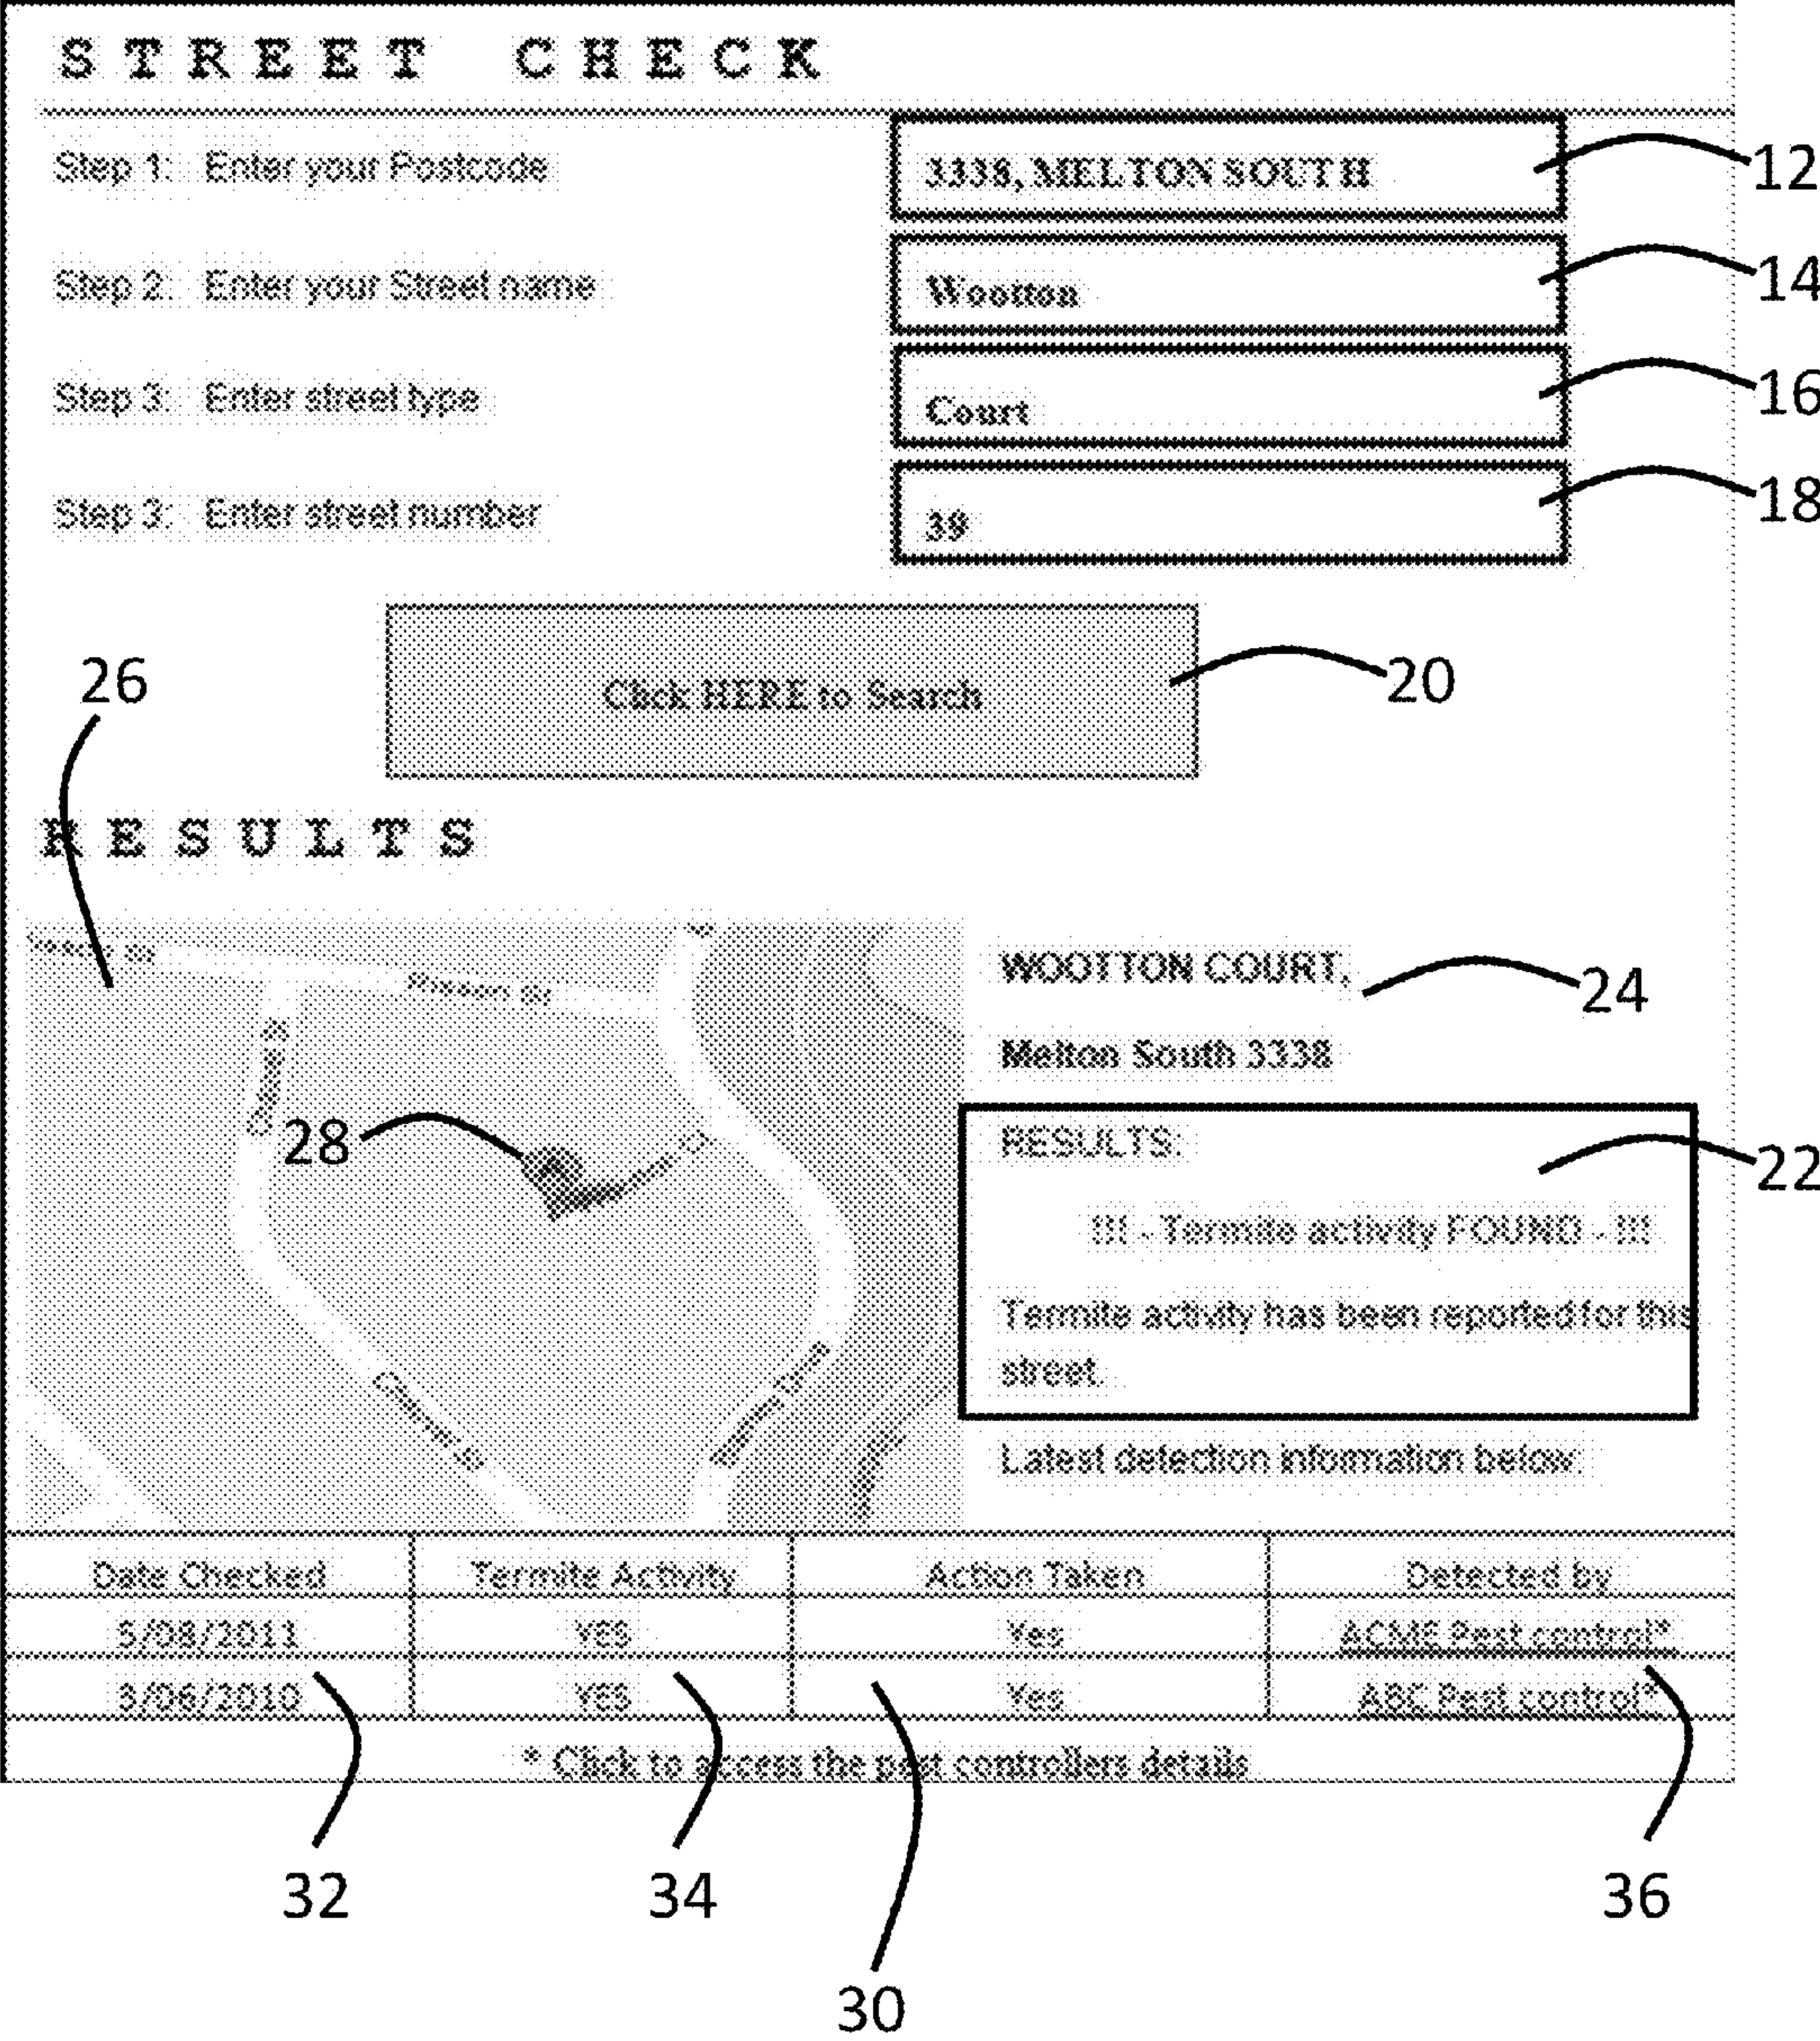 STREET CHECK
Step 1: Enter your Postcode
3338, MELTON SOUTH
12
Step 2: Enter your Street name
Wootton
14
Step 3: Enter street type
Court
16
Step 3: Enter street number
39
18
Click HERE to Search
20
26
RESULTS
WOOTTON COURT,
24
Melton South 3338
28
RESULTS:
22
!!! - Termite activity FOUND - !!!
Termite activity has been reported for this
street.
Latest detection information below:
Date Checked Termite Activity Action Taken Detected by
5/08/2011 YES Yes ACME Pest control*
3/06/2010 YES Yes ABC Pest control*
* Click to access the pest controllers details
32 34 36
30